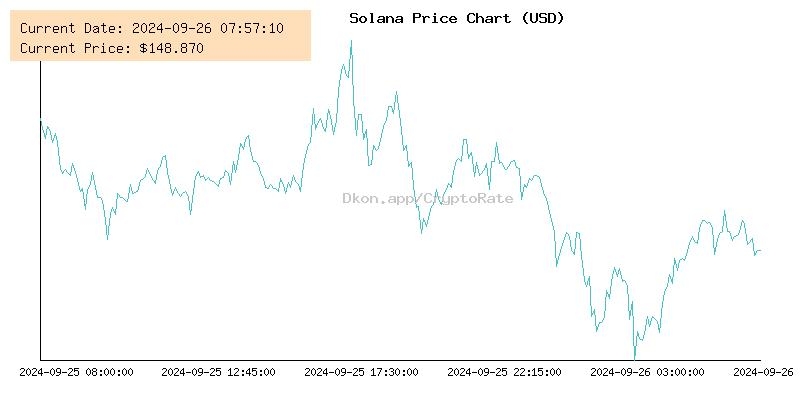 Solana Price Chart (USD)
Current Date: 2024-09-26 07:57:10
Current Price: $148.870
Dkon.app/CryptoRate
2024-09-25 08:00:00 2024-09-25 12:45:00 2024-09-25 17:30:00 2024-09-25 22:15:00 2024-09-26 03:00:00 2024-09-26